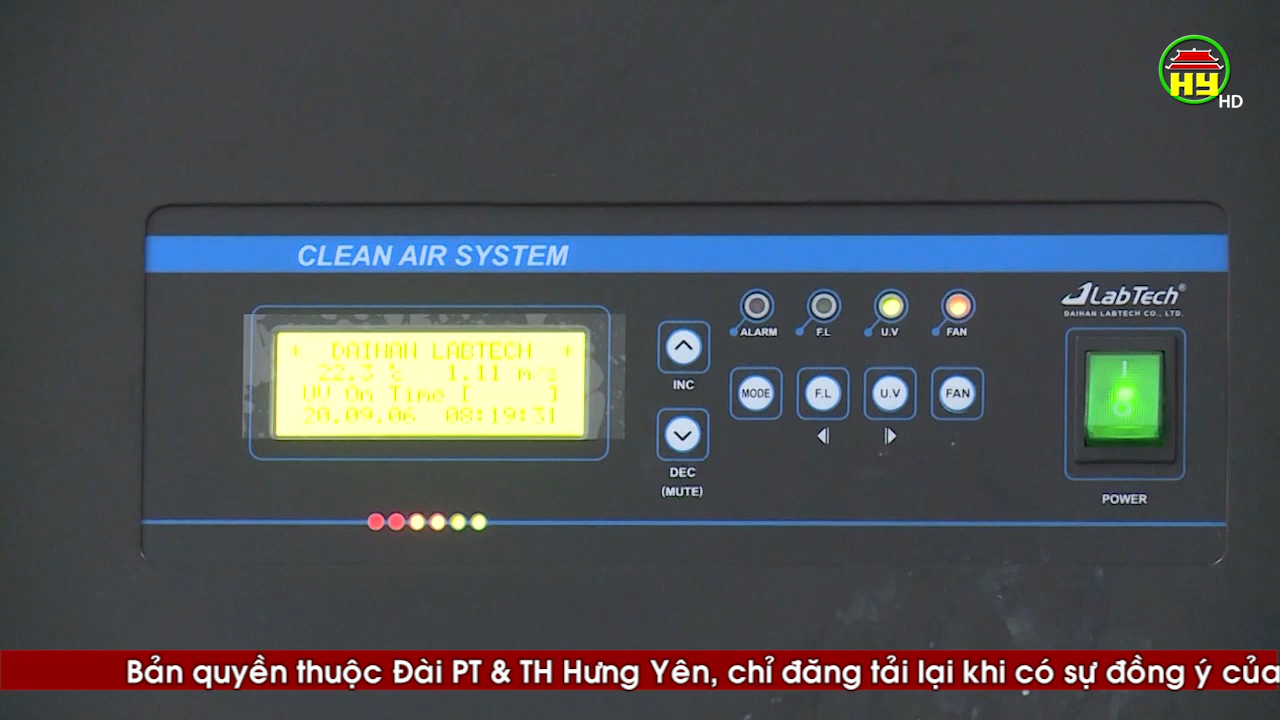 HY
HD
CLEAN AIR SYSTEM
LabTech®
DAIHAN LABTECH CO., LTD.
ALARM
F.L
U.V
FAN
+ DAIHAN LABTECH +
22.3 ℃ 1.11 m/s
UV On Time [ ]
20.09.06 08:19:31
INC
MODE
F.L
U.V
FAN
DEC
(MUTE)
POWER
Bản quyền thuộc Đài PT & TH Hưng Yên, chỉ đăng tải lại khi có sự đồng ý của